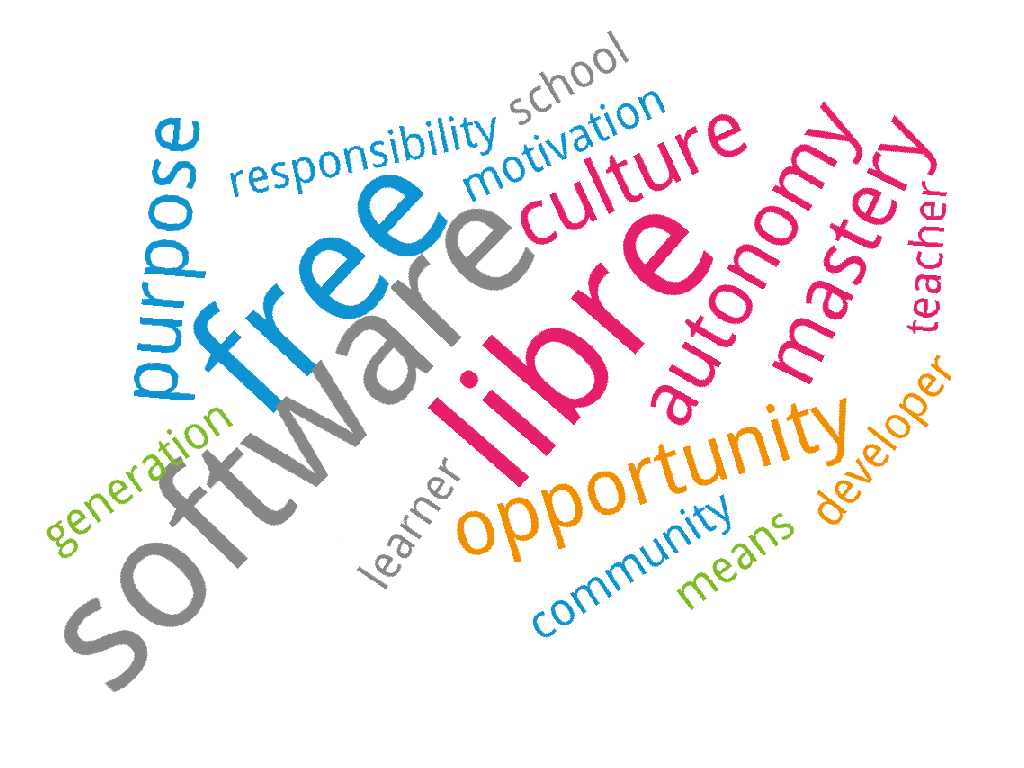 school
responsibility
motivation
purpose
free
culture
autonomy
mastery
software
libre
teacher
generation
opportunity
developer
learner
community
means